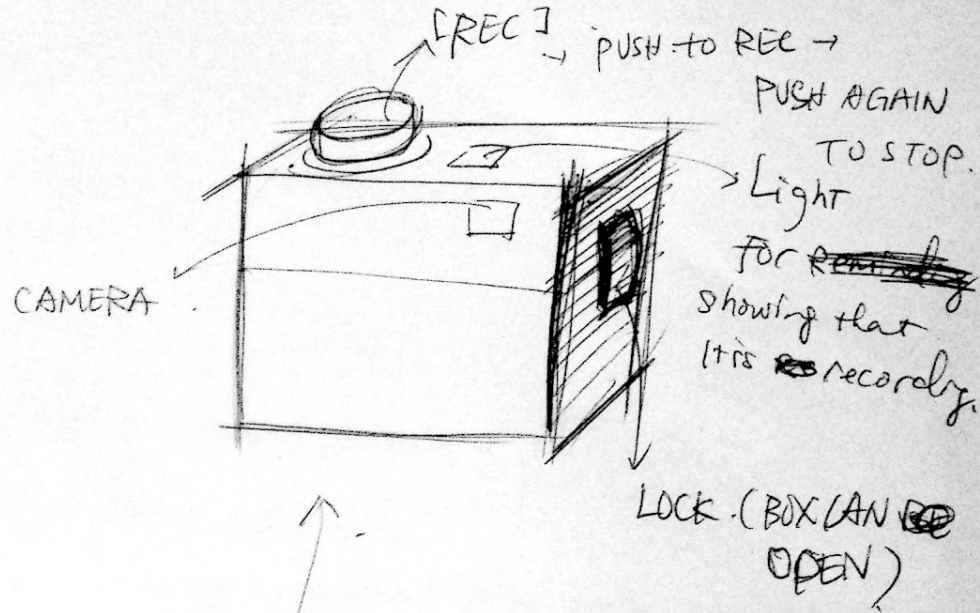 [REC]
→ PUSH to REC →
PUSH AGAIN
TO STOP.
Light
For
showing that
It is recording.
CAMERA
LOCK. (BOX CAN
OPEN)